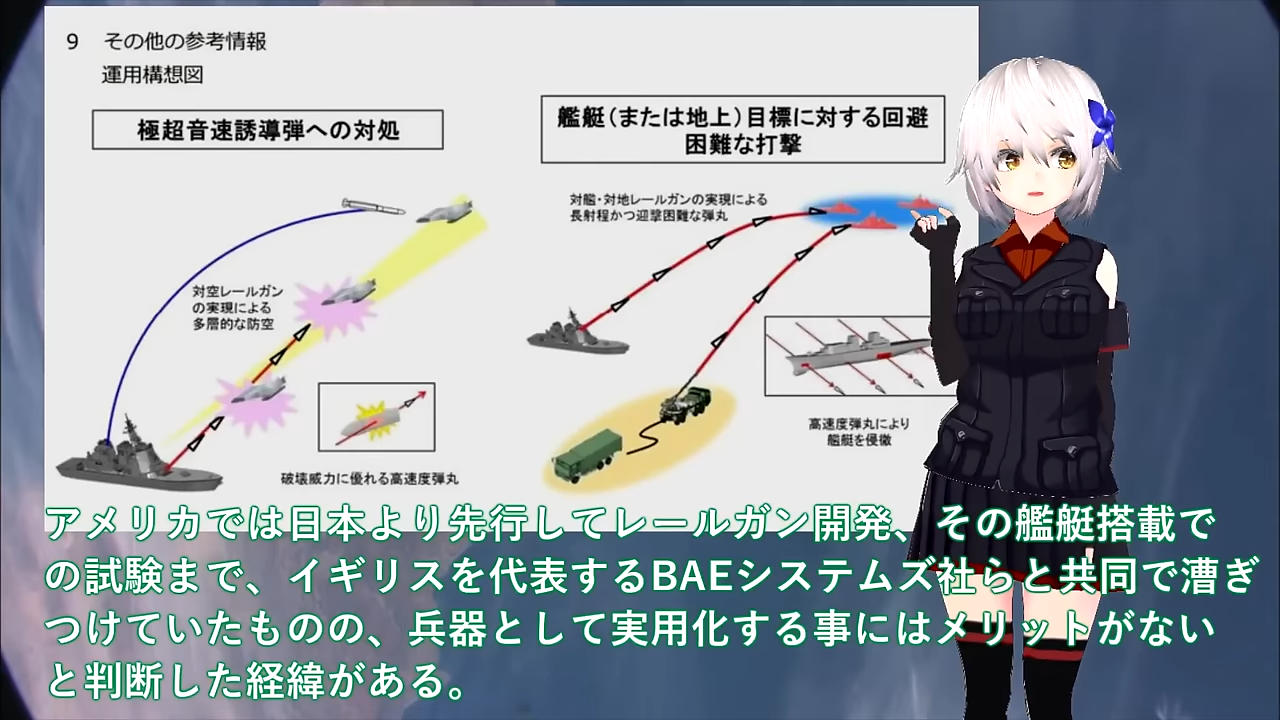 9 その他の参考情報
運用構想図
極超音速誘導弾への対処
対空レールガン
の実現による
多層的な防空
破壊威力に優れる高速度弾丸
艦艇(または地上)目標に対する回避
困難な打撃
対艦・対地レールガンの実現による
長射程かつ迎撃困難な弾丸
高速度弾丸により
艦艇を侵徹
アメリカでは日本より先行してレールガン開発、その艦艇搭載で
の試験まで、イギリスを代表するBAEシステムズ社らと共同で漕ぎ
つけていたものの、兵器として実用化する事にはメリットがない
と判断した経緯がある。